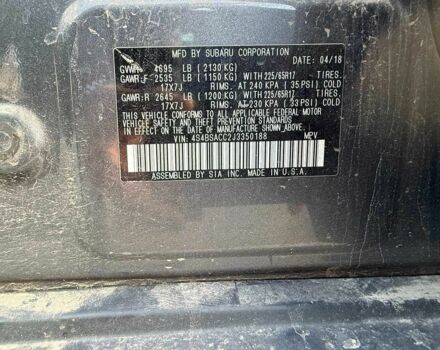 MFD. BY SUBARU CORPORATION DATE: 04/18
GVWR: 4695 LB (2130 KG)
GAWR:F 2535 LB (1150 KG) WITH 225/65R17 TIRES,
17X7J RIMS, AT 240 KPA (35 PSI) COLD
GAWR:R 2645 LB (1200 KG) WITH 225/65R17 TIRES,
17X7J RIMS, AT 230 KPA (33 PSI) COLD
THIS VEHICLE CONFORMS TO ALL APPLICABLE FEDERAL MOTOR
VEHICLE SAFETY AND THEFT PREVENTION STANDARDS
IN EFFECT ON THE DATE OF MANUFACTURE SHOWN ABOVE.
VIN: 4S4BSACC2J3350188 MPV
ASSEMBLED BY SIA INC. MADE IN U.S.A.